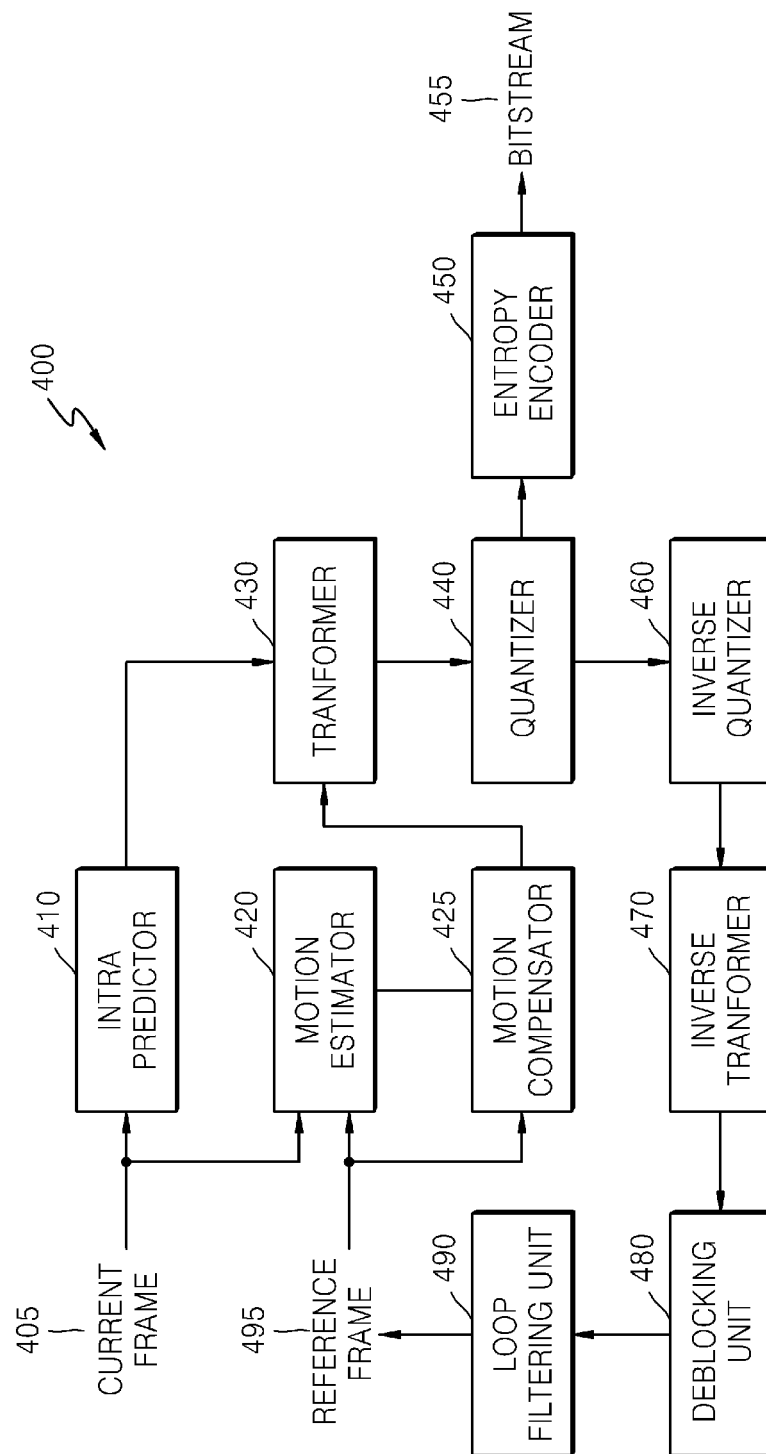 400
405
CURRENT
FRAME
410
INTRA
PREDICTOR
495
REFERENCE
FRAME
420
MOTION
ESTIMATOR
430
TRANFORMER
425
MOTION
COMPENSATOR
440
QUANTIZER
450
ENTROPY
ENCODER
455
BITSTREAM
490
LOOP
FILTERING UNIT
480
DEBLOCKING
UNIT
470
INVERSE
TRANFORMER
460
INVERSE
QUANTIZER